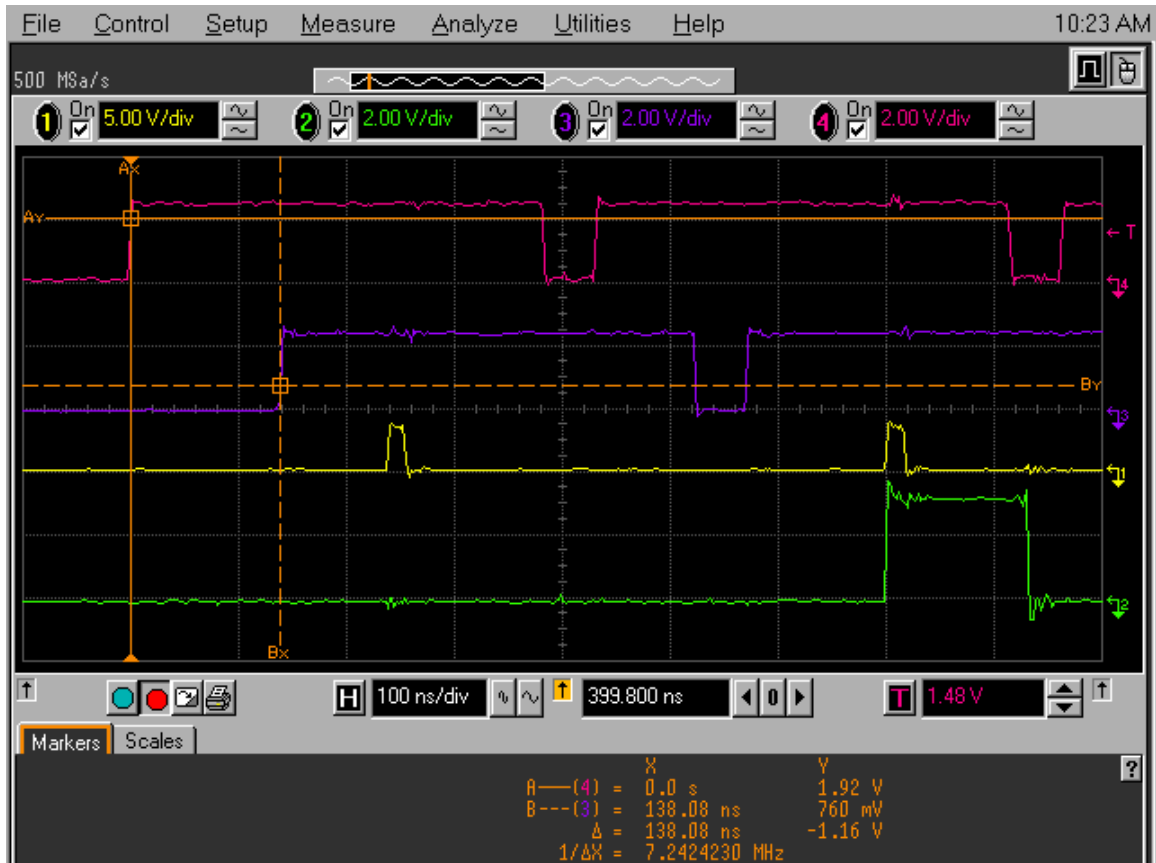 File Control Setup Measure Analyze Utilities Help 10:23 AM
500 MSa/s
1 On 5.00 V/div 2 On 2.00 V/div 3 On 2.00 V/div 4 On 2.00 V/div
Ax
AY
T
4
BY
3
1
2
Bx
H 100 ns/div 399.800 ns 0 T 1.48 V
Markers Scales
X Y ?
A——(4) = 0.0 s 1.92 V
B---(3) = 138.08 ns 760 mV
Δ = 138.08 ns -1.16 V
1/ΔX = 7.2424230 MHz